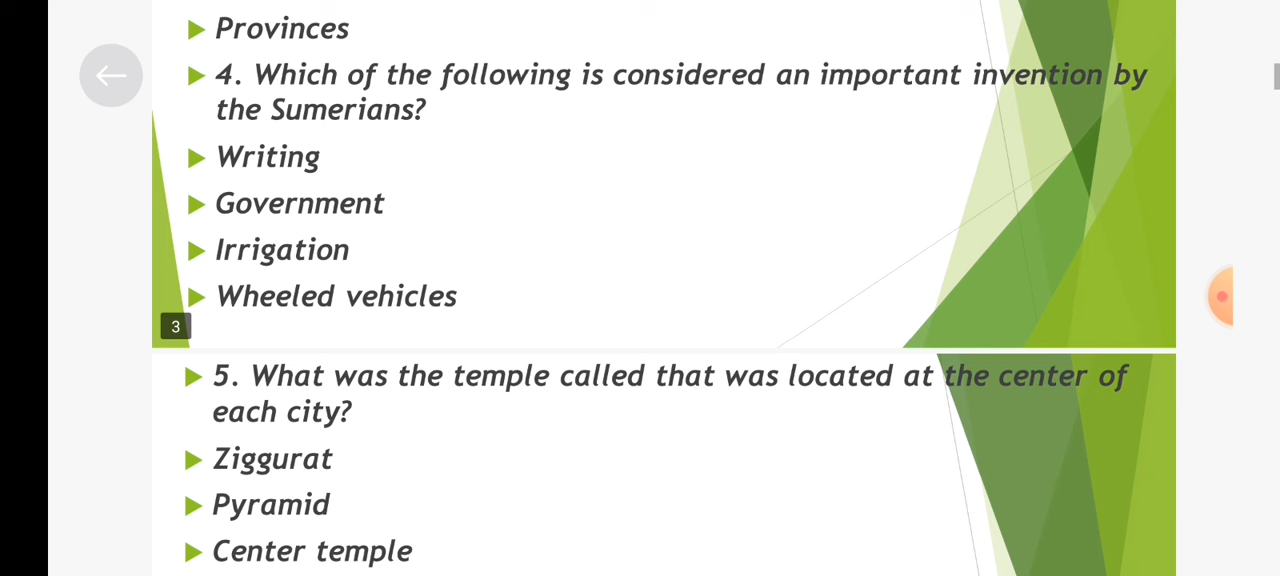 Provinces
4. Which of the following is considered an important invention by
the Sumerians?
Writing
Government
Irrigation
Wheeled vehicles
3
5. What was the temple called that was located at the center of
each city?
Ziggurat
Pyramid
Center temple